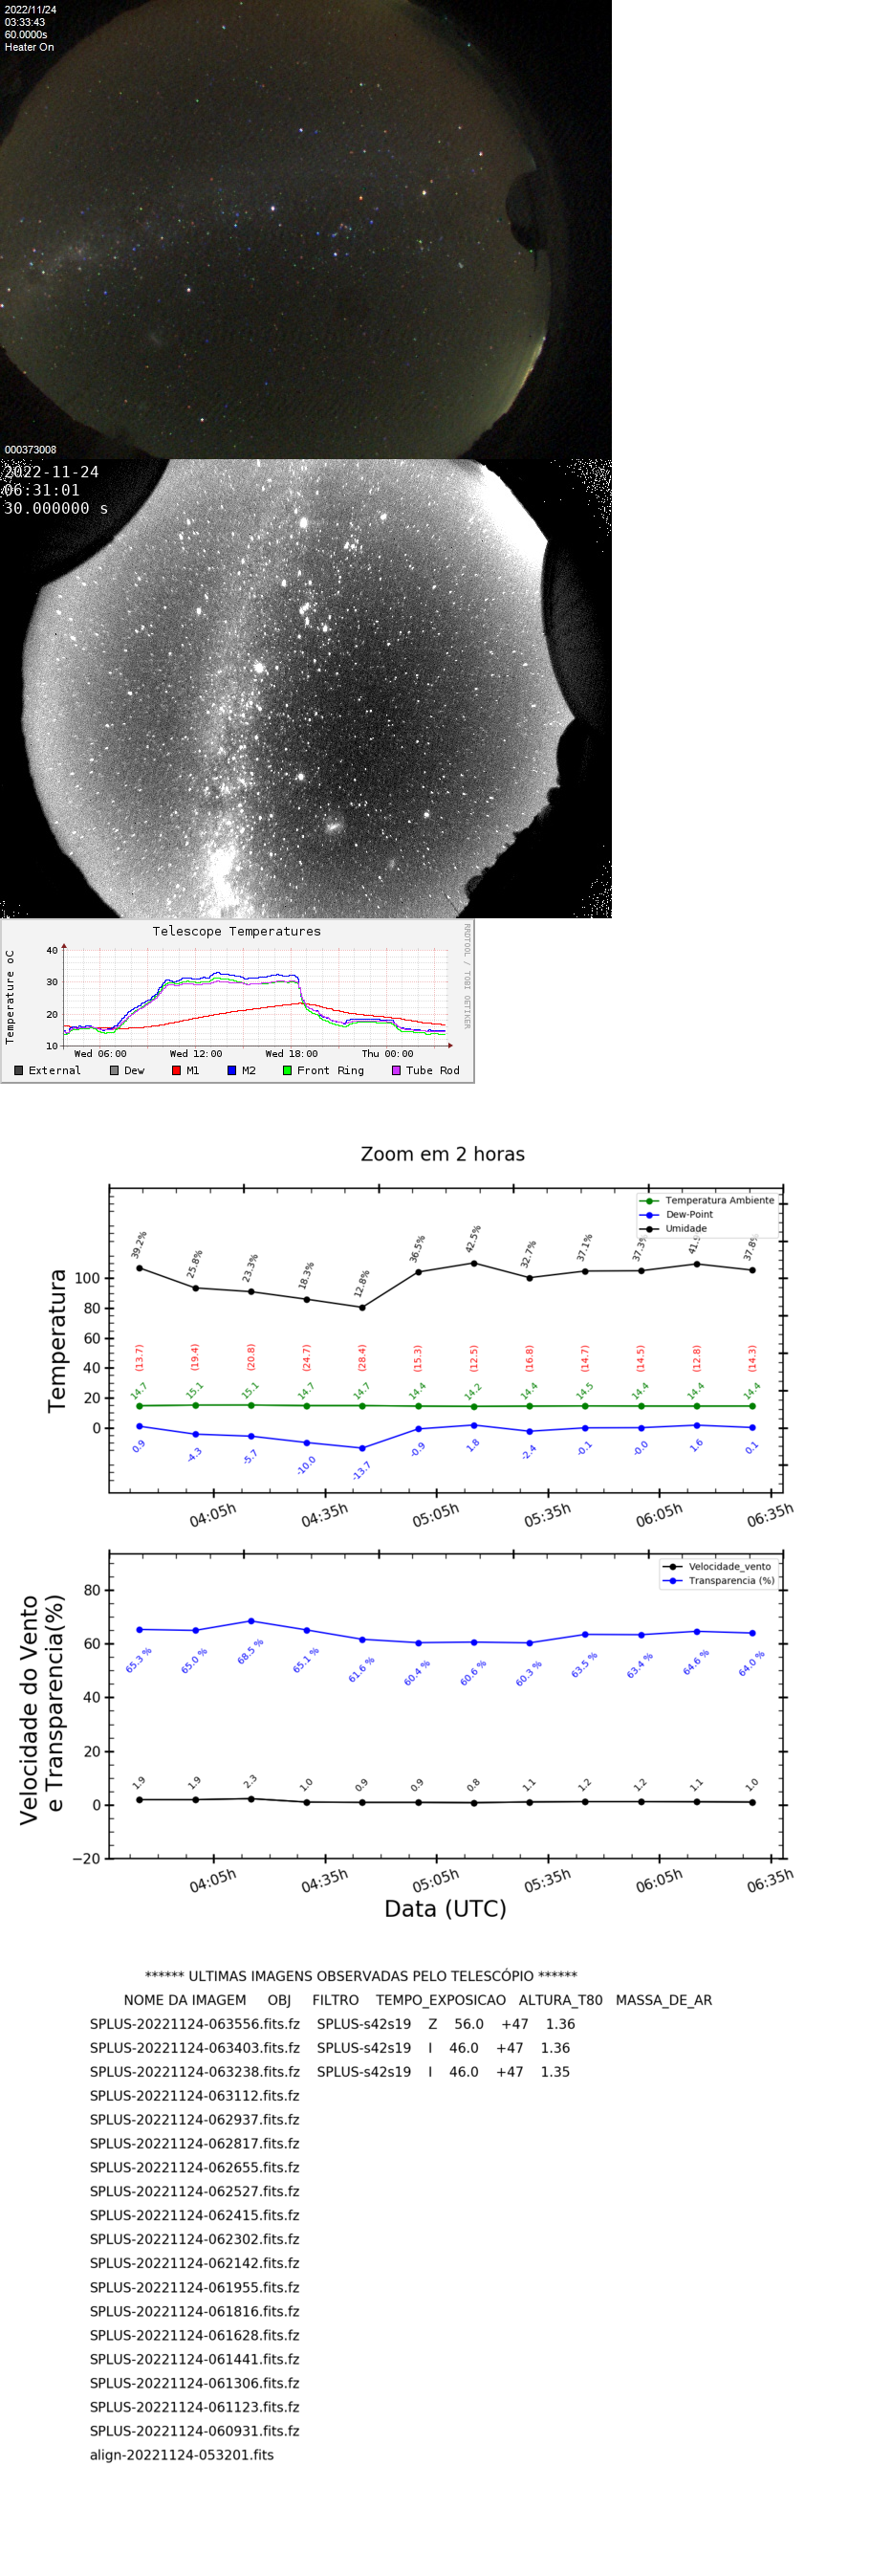 2022/11/24
03:33:43
60.0000s
Heater On
000373008
2022-11-24
06:31:01
30.000000 s
Telescope Temperatures
RRDTOOL / TOBI OETIKER
Temperature oC
40
30
20
10
Wed 06:00 Wed 12:00 Wed 18:00 Thu 00:00
External Dew M1 M2 Front Ring Tube Rod
Zoom em 2 horas
Temperatura Ambiente
Dew-Point
Umidade
Temperatura
100
80
60
40
20
0
39.2% 25.8% 23.3% 18.3% 12.8% 36.5% 42.5% 32.7% 37.1% 37.3% 37.8%
(13.7) (19.4) (20.8) (24.7) (28.4) (15.3) (12.5) (16.8) (14.7) (14.5) (12.8) (14.3)
14.7 15.1 15.1 14.7 14.7 14.4 14.2 14.4 14.5 14.4 14.4 14.4
0.9 -4.3 -5.7 -10.0 -13.7 -0.9 1.8 -2.4 -0.1 -0.0 1.6 0.1
04:05h 04:35h 05:05h 05:35h 06:05h 06:35h
Velocidade_vento
Transparencia (%)
Velocidade do Vento
e Transparencia(%)
80
60
40
20
0
−20
65.3 % 65.0 % 68.5 % 65.1 % 61.6 % 60.4 % 60.6 % 60.3 % 63.5 % 63.4 % 64.6 % 64.0 %
1.9 1.9 2.3 1.0 0.9 0.9 0.8 1.1 1.2 1.2 1.1 1.0
04:05h 04:35h 05:05h 05:35h 06:05h 06:35h
Data (UTC)
****** ULTIMAS IMAGENS OBSERVADAS PELO TELESCÓPIO ******
NOME DA IMAGEM OBJ FILTRO TEMPO_EXPOSICAO ALTURA_T80 MASSA_DE_AR
SPLUS-20221124-063556.fits.fz SPLUS-s42s19 Z 56.0 +47 1.36
SPLUS-20221124-063403.fits.fz SPLUS-s42s19 I 46.0 +47 1.36
SPLUS-20221124-063238.fits.fz SPLUS-s42s19 I 46.0 +47 1.35
SPLUS-20221124-063112.fits.fz
SPLUS-20221124-062937.fits.fz
SPLUS-20221124-062817.fits.fz
SPLUS-20221124-062655.fits.fz
SPLUS-20221124-062527.fits.fz
SPLUS-20221124-062415.fits.fz
SPLUS-20221124-062302.fits.fz
SPLUS-20221124-062142.fits.fz
SPLUS-20221124-061955.fits.fz
SPLUS-20221124-061816.fits.fz
SPLUS-20221124-061628.fits.fz
SPLUS-20221124-061441.fits.fz
SPLUS-20221124-061306.fits.fz
SPLUS-20221124-061123.fits.fz
SPLUS-20221124-060931.fits.fz
align-20221124-053201.fits